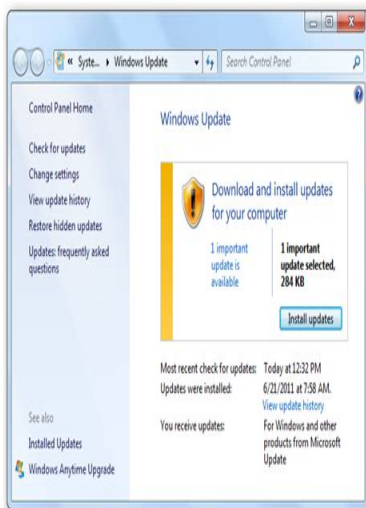 « Syste... ▸ Windows Update
Search Control Panel
Control Panel Home
Check for updates
Change settings
View update history
Restore hidden updates
Updates: frequently asked
questions
See also
Installed Updates
Windows Anytime Upgrade
Windows Update
Download and install updates
for your computer
1 important
update is
available
1 important
update selected,
284 KB
Install updates
Most recent check for updates: Today at 12:32 PM
Updates were installed: 6/21/2011 at 7:58 AM.
View update history
You receive updates: For Windows and other
products from Microsoft
Update